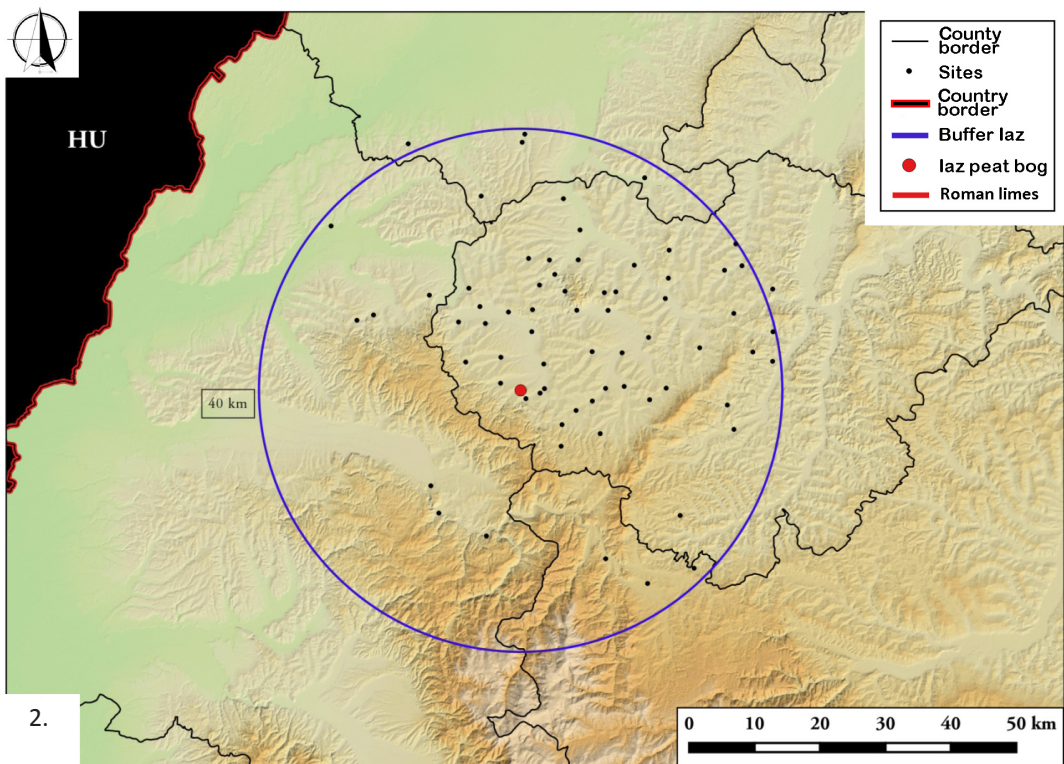 HU
County
border
Sites
Country
border
Buffer Iaz
Iaz peat bog
Roman limes
40 km
2.
0 10 20 30 40 50 km